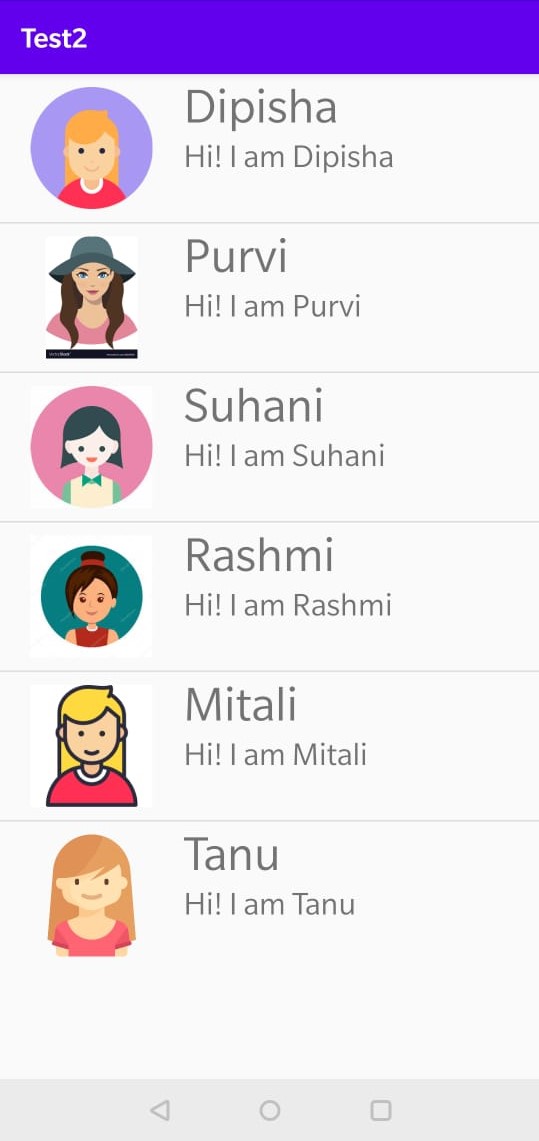 Test2
Dipisha
Hi! I am Dipisha
Purvi
Hi! I am Purvi
VectorStock
Suhani
Hi! I am Suhani
Rashmi
Hi! I am Rashmi
Mitali
Hi! I am Mitali
Tanu
Hi! I am Tanu